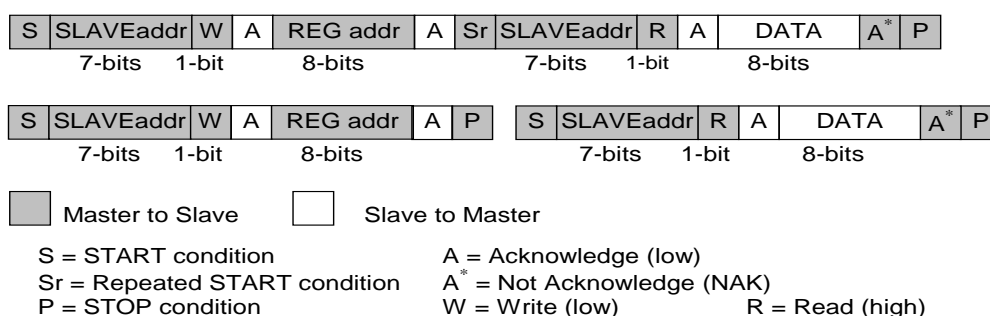 S SLAVEaddr W A REG addr A Sr SLAVEaddr R A DATA A* P
7-bits 1-bit 8-bits 7-bits 1-bit 8-bits
S SLAVEaddr W A REG addr A P S SLAVEaddr R A DATA A* P
7-bits 1-bit 8-bits 7-bits 1-bit 8-bits
Master to Slave Slave to Master
S = START condition A = Acknowledge (low)
Sr = Repeated START condition A* = Not Acknowledge (NAK)
P = STOP condition W = Write (low) R = Read (high)